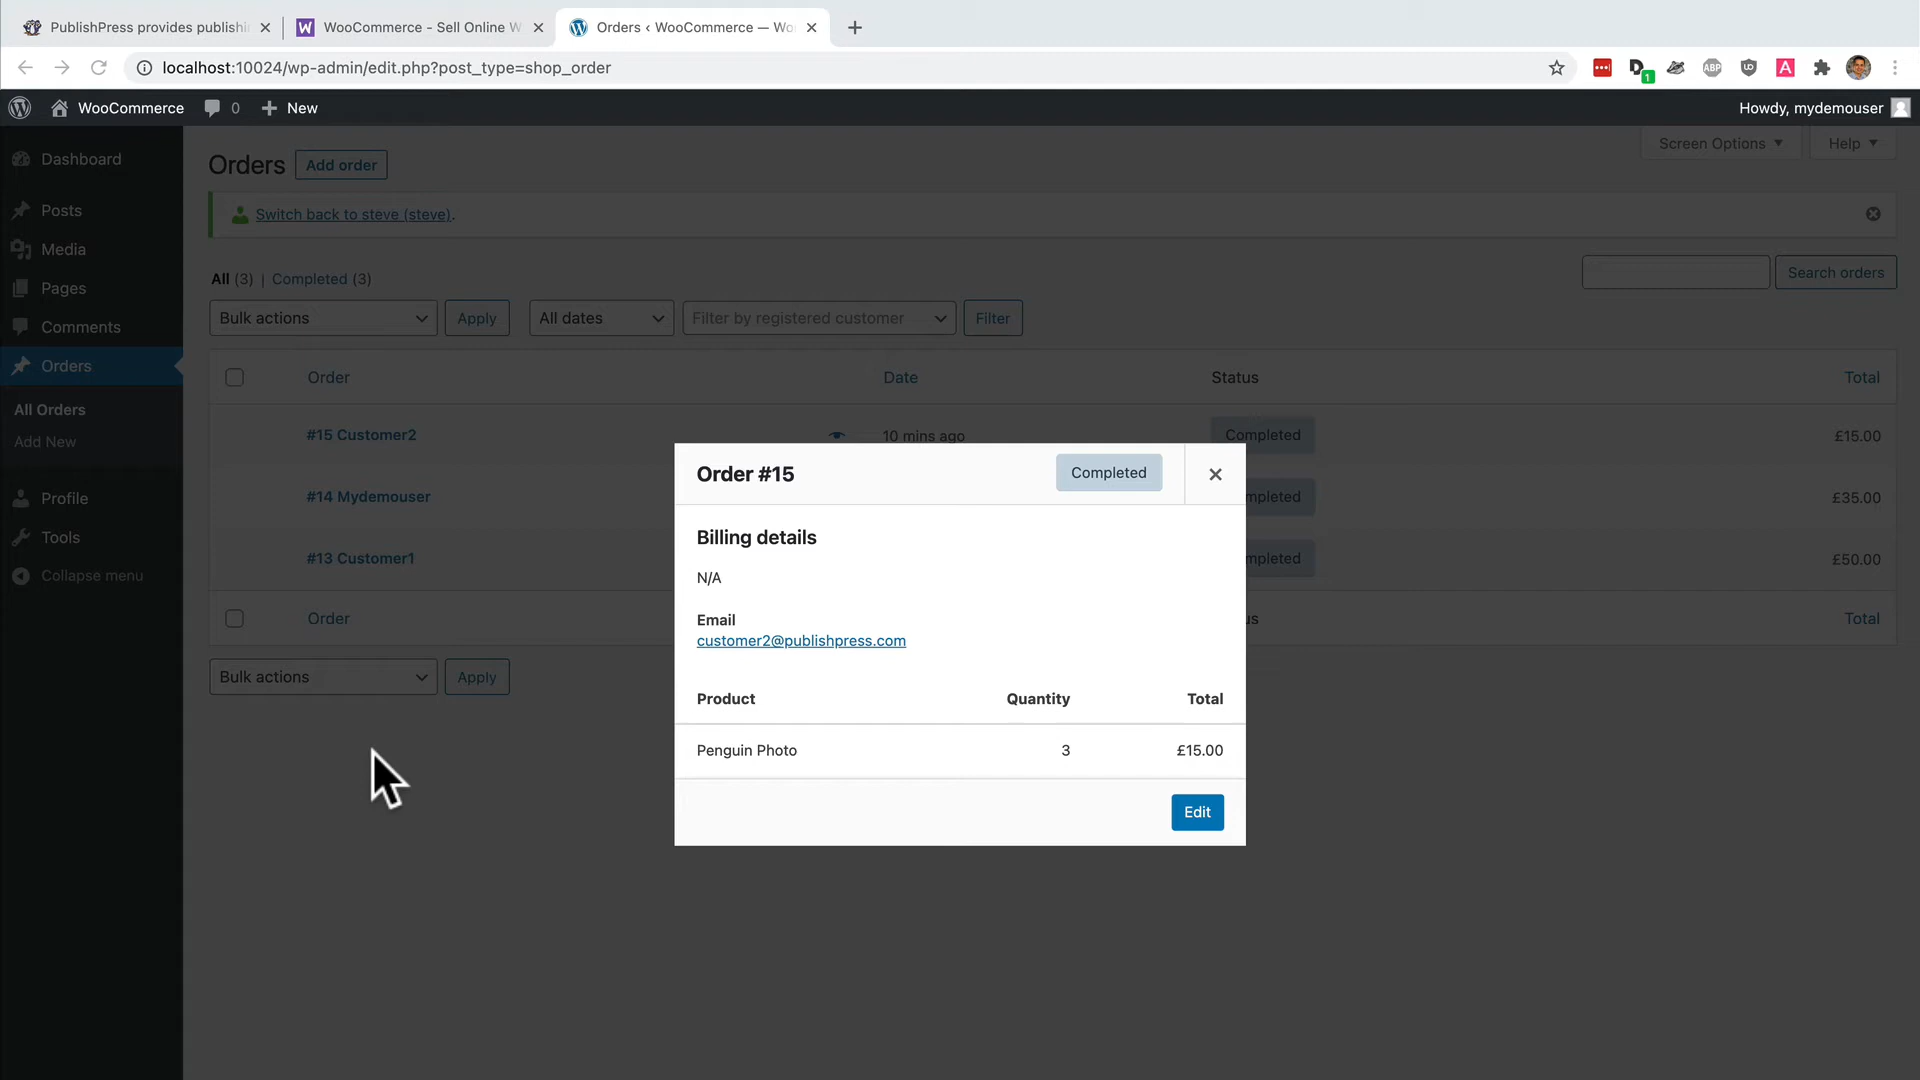 PublishPress provides publishi
WooCommerce - Sell Online W
Orders ‹ WooCommerce — Wo
localhost:10024/wp-admin/edit.php?post_type=shop_order
1
ABP
A
WooCommerce
0
New
Howdy, mydemouser
Dashboard
Posts
Media
Pages
Comments
Orders
All Orders
Add New
Profile
Tools
Collapse menu
Screen Options
Help
Orders
Add order
Switch back to steve (steve).
All (3) | Completed (3)
Search orders
Bulk actions
Apply
All dates
Filter by registered customer
Filter
Order Date Status Total
#15 Customer2 10 mins ago Completed £15.00
#14 Mydemouser mpleted £35.00
#13 Customer1 mpleted £50.00
Order us Total
Bulk actions
Apply
Order #15
Completed
Billing details
N/A
Email
customer2@publishpress.com
Product Quantity Total
Penguin Photo 3 £15.00
Edit